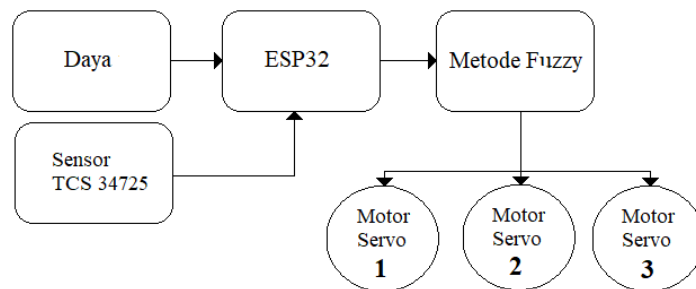 Daya
ESP32
Metode Fuzzy
Sensor
TCS 34725
Motor
Servo
1
Motor
Servo
2
Motor
Servo
3